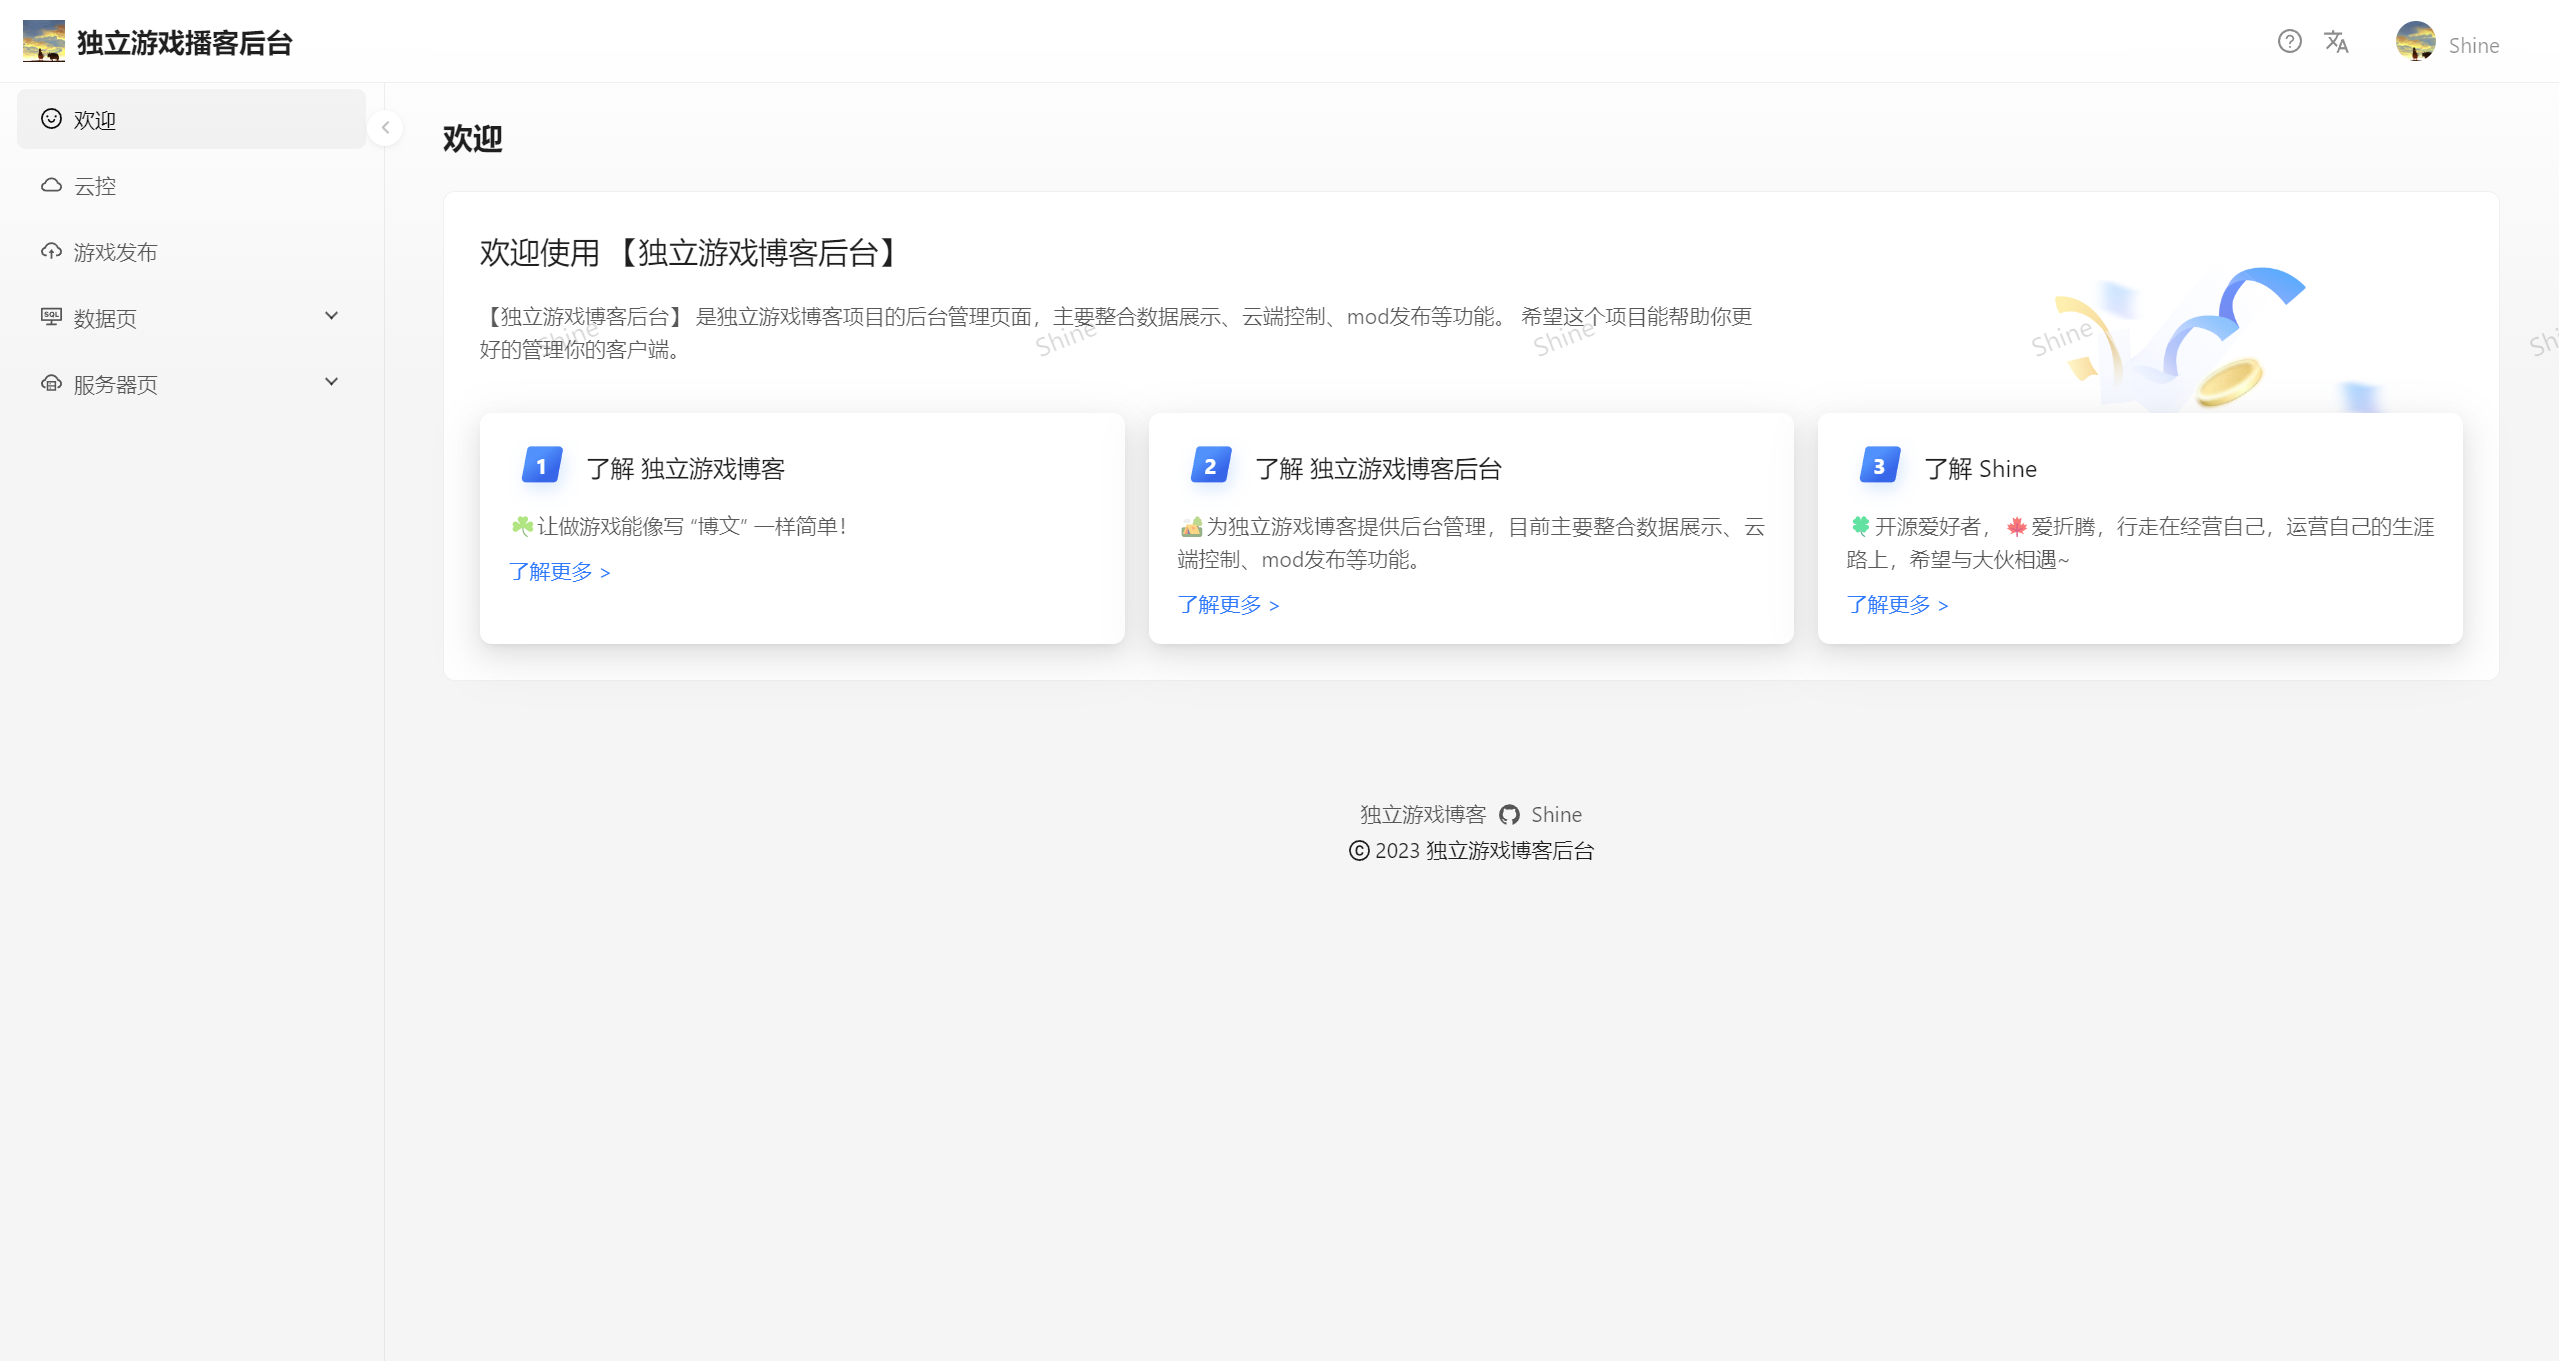 独立游戏播客后台
Shine
欢迎
云控
游戏发布
数据页
服务器页
欢迎
欢迎使用 【独立游戏博客后台】
【独立游戏博客后台】 是独立游戏博客项目的后台管理页面，主要整合数据展示、云端控制、mod发布等功能。 希望这个项目能帮助你更
好的管理你的客户端。
Shine Shine Shine Shine Shi
1 了解 独立游戏博客
☘️让做游戏能像写 “博文” 一样简单！
了解更多 >
2 了解 独立游戏博客后台
🏕️为独立游戏博客提供后台管理，目前主要整合数据展示、云
端控制、mod发布等功能。
了解更多 >
3 了解 Shine
🍀开源爱好者，🍁爱折腾，行走在经营自己，运营自己的生涯
路上，希望与大伙相遇~
了解更多 >
独立游戏博客 Shine
© 2023 独立游戏博客后台